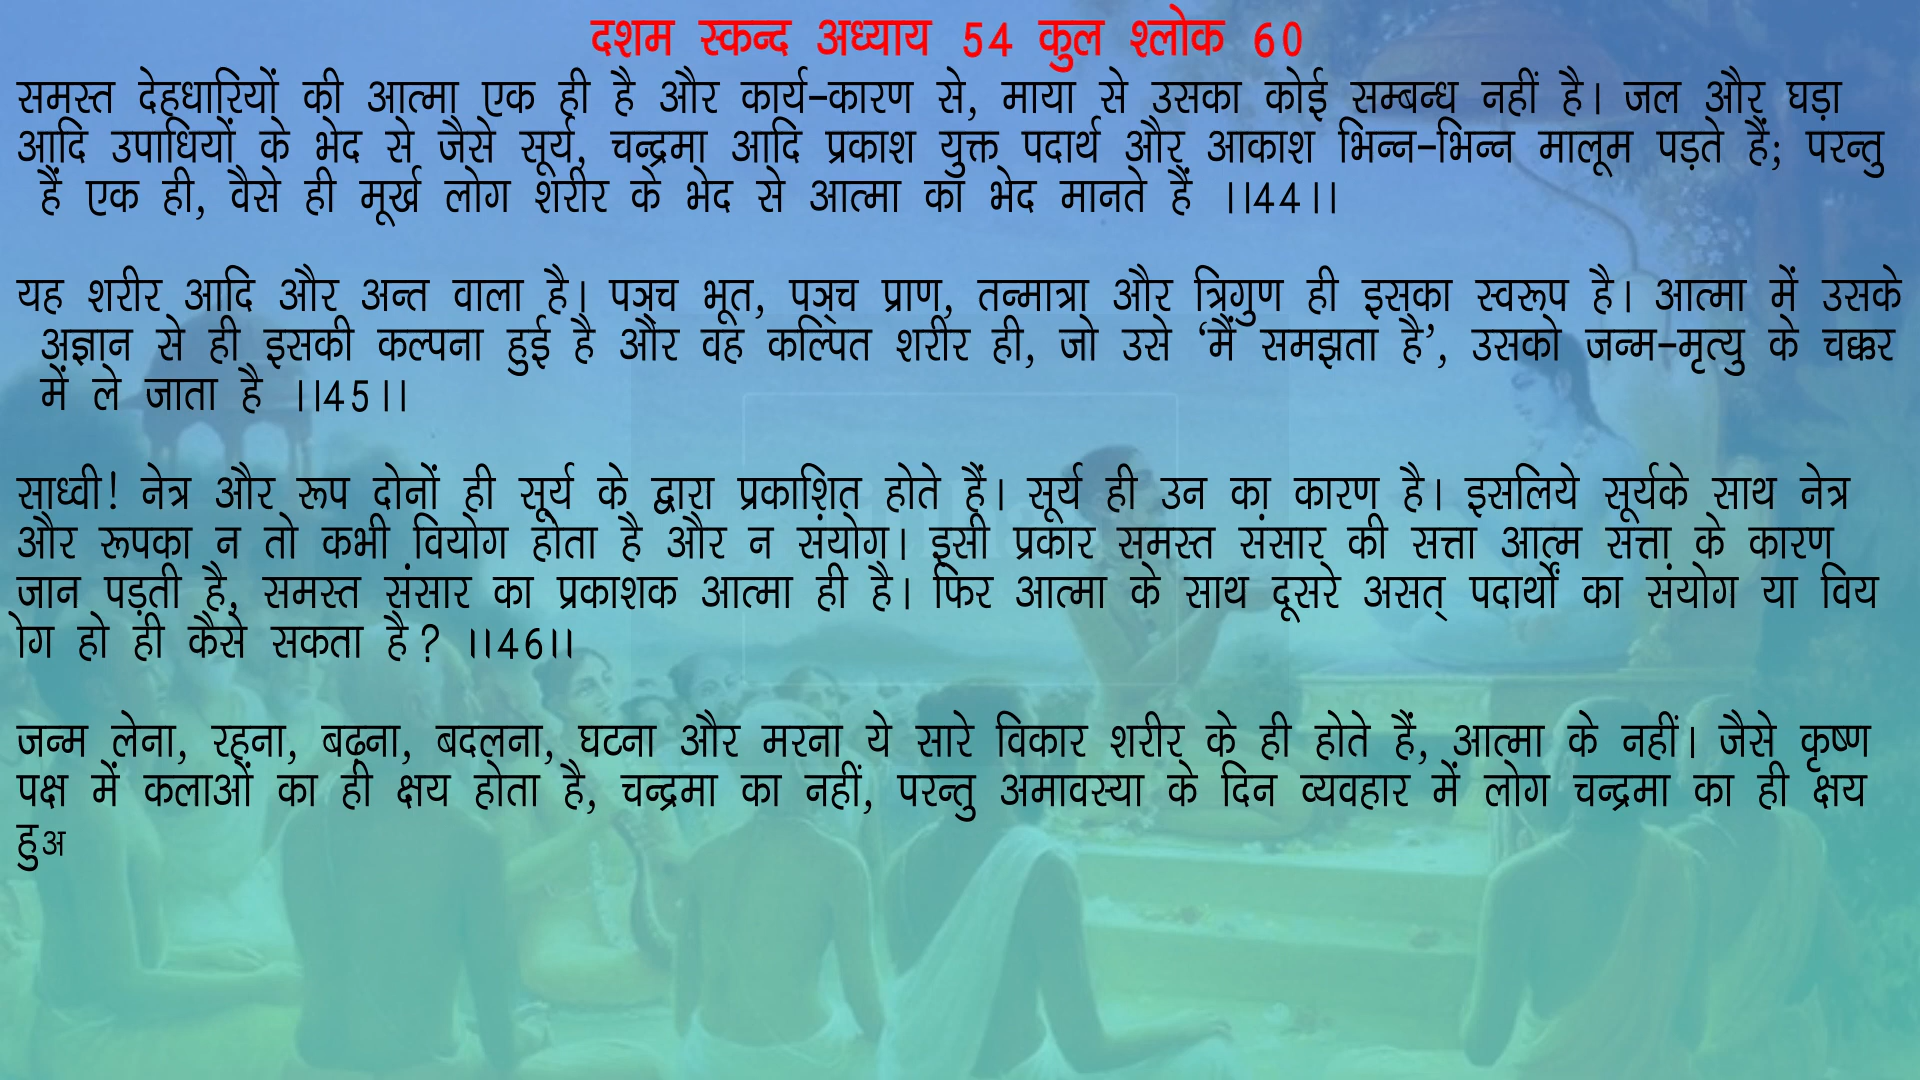 दशम स्कन्द अध्याय 54 कुल श्लोक 60
समस्त देहधारियों की आत्मा एक ही है और कार्य-कारण से, माया से उसका कोई सम्बन्ध नहीं है। जल और घड़ा
आदि उपाधियों के भेद से जैसे सूर्य, चन्द्रमा आदि प्रकाश युक्त पदार्थ और आकाश भिन्न-भिन्न मालूम पड़ते हैं; परन्तु
हैं एक ही, वैसे ही मूर्ख लोग शरीर के भेद से आत्मा का भेद मानते हैं ।।44।।
यह शरीर आदि और अन्त वाला है। पञ्च भूत, पञ्च प्राण, तन्मात्रा और त्रिगुण ही इसका स्वरूप है। आत्मा में उसके
अज्ञान से ही इसकी कल्पना हुई है और वह कल्पित शरीर ही, जो उसे ‘मैं समझता है’, उसको जन्म-मृत्यु के चक्कर
में ले जाता है ।।45।।
साध्वी! नेत्र और रूप दोनों ही सूर्य के द्वारा प्रकाशित होते हैं। सूर्य ही उन का कारण है। इसलिये सूर्यके साथ नेत्र
और रूपका न तो कभी वियोग होता है और न संयोग। इसी प्रकार समस्त संसार की सत्ता आत्म सत्ता के कारण
जान पड़ती है, समस्त संसार का प्रकाशक आत्मा ही है। फिर आत्मा के साथ दूसरे असत् पदार्थों का संयोग या विय
ोग हो ही कैसे सकता है? ।।46।।
जन्म लेना, रहना, बढ़ना, बदलना, घटना और मरना ये सारे विकार शरीर के ही होते हैं, आत्मा के नहीं। जैसे कृष्ण
पक्ष में कलाओं का ही क्षय होता है, चन्द्रमा का नहीं, परन्तु अमावस्या के दिन व्यवहार में लोग चन्द्रमा का ही क्षय
हुअ